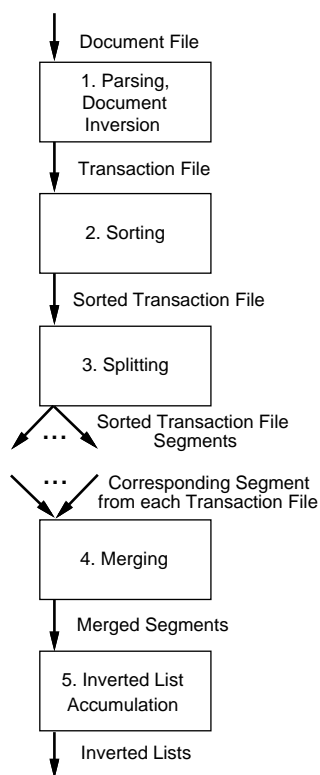 Document File
1. Parsing,
Document
Inversion
Transaction File
2. Sorting
Sorted Transaction File
3. Splitting
...
Sorted Transaction File
Segments
...
Corresponding Segment
from each Transaction File
4. Merging
Merged Segments
5. Inverted List
Accumulation
Inverted Lists